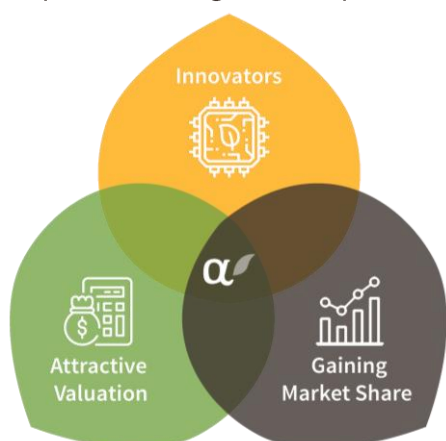 Innovators
α
Attractive
Valuation
$
Gaining
Market Share